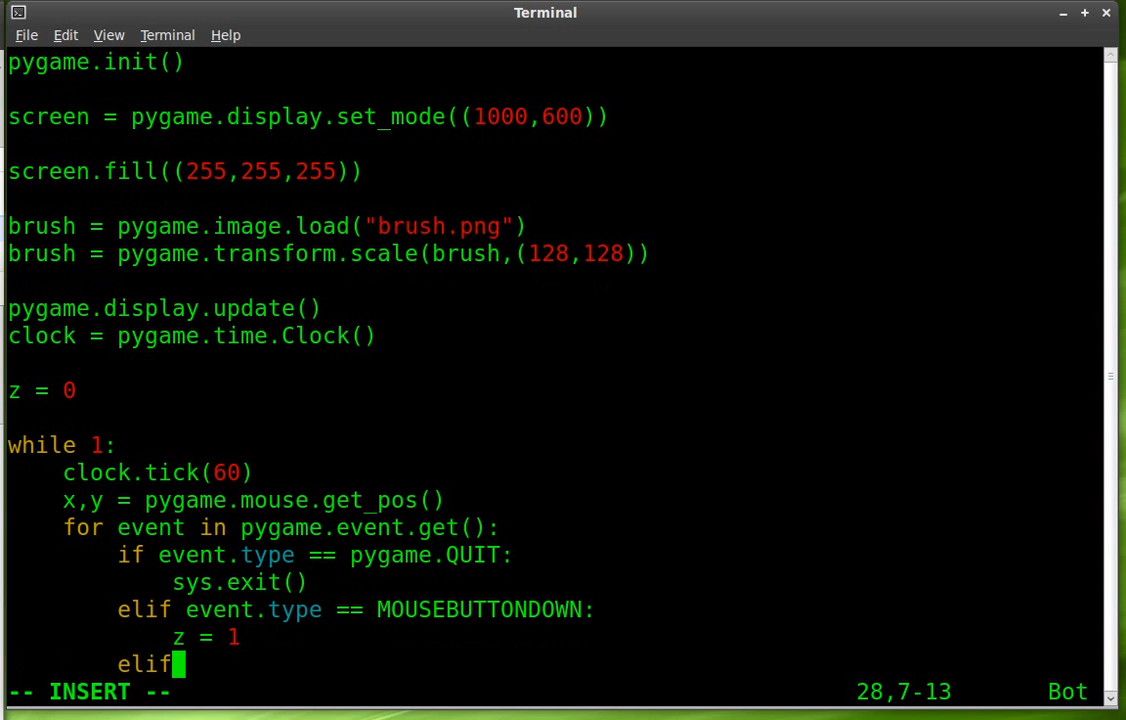 Terminal
File Edit View Terminal Help
pygame.init()
screen = pygame.display.set_mode((1000,600))
screen.fill((255,255,255))
brush = pygame.image.load("brush.png")
brush = pygame.transform.scale(brush,(128,128))
pygame.display.update()
clock = pygame.time.Clock()
z = 0
while 1:
    clock.tick(60)
    x,y = pygame.mouse.get_pos()
    for event in pygame.event.get():
        if event.type == pygame.QUIT:
            sys.exit()
        elif event.type == MOUSEBUTTONDOWN:
            z = 1
        elif
-- INSERT -- 28,7-13 Bot